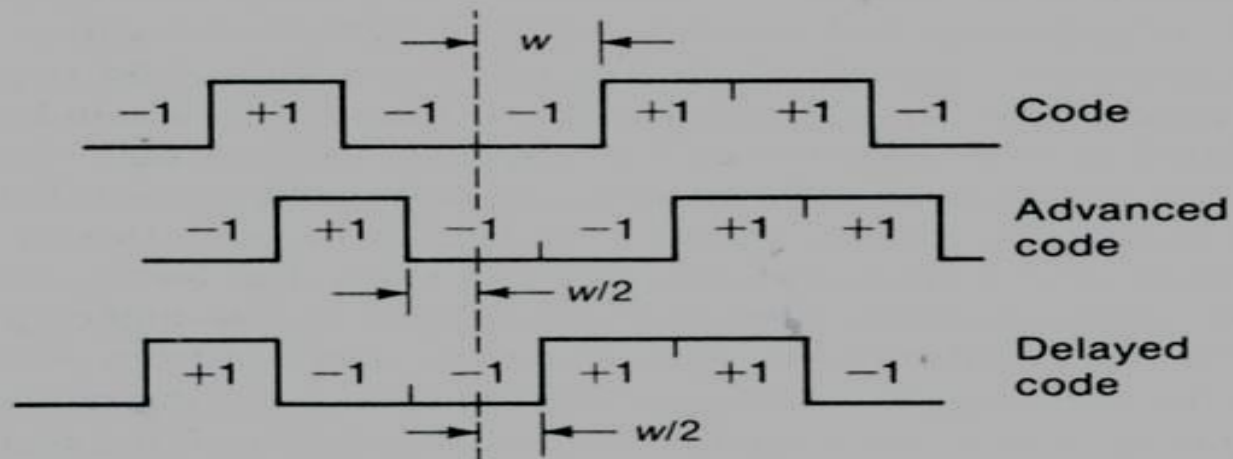 w
−1 +1 −1 −1 +1 +1 −1 Code
−1 +1 −1 −1 +1 +1 Advanced
code
w/2
+1 −1 −1 +1 +1 −1 Delayed
code
w/2